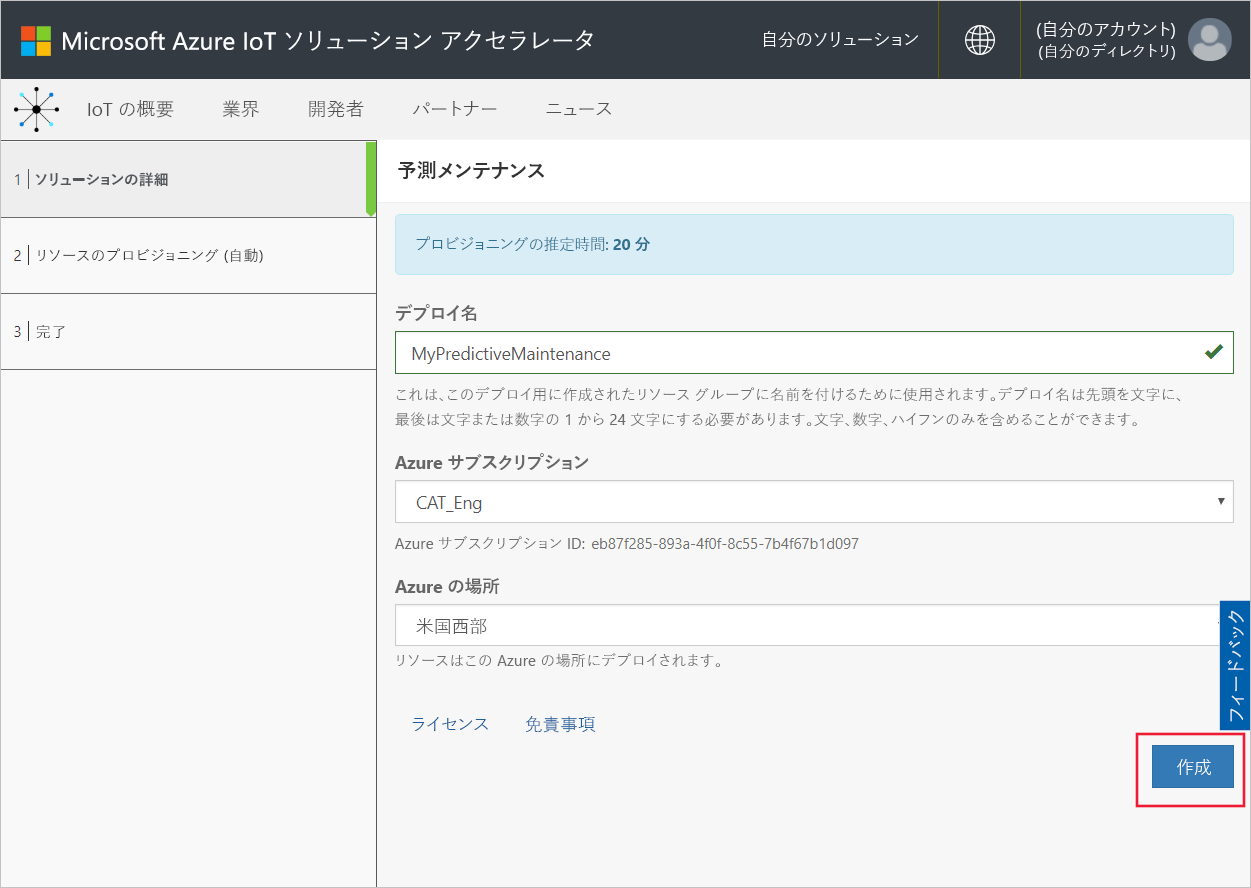 Microsoft Azure IoT ソリューション アクセラレータ
自分のソリューション
(自分のアカウント)
(自分のディレクトリ)
IoT の概要
業界
開発者
パートナー
ニュース
1 ソリューションの詳細
2 リソースのプロビジョニング (自動)
3 完了
予測メンテナンス
プロビジョニングの推定時間: 20 分
デプロイ名
MyPredictiveMaintenance
これは、このデプロイ用に作成されたリソース グループに名前を付けるために使用されます。デプロイ名は先頭を文字に、
最後は文字または数字の 1 から 24 文字にする必要があります。文字、数字、ハイフンのみを含めることができます。
Azure サブスクリプション
CAT_Eng
Azure サブスクリプション ID: eb87f285-893a-4f0f-8c55-7b4f67b1d097
Azure の場所
米国西部
リソースはこの Azure の場所にデプロイされます。
フィードバック
ライセンス
免責事項
作成